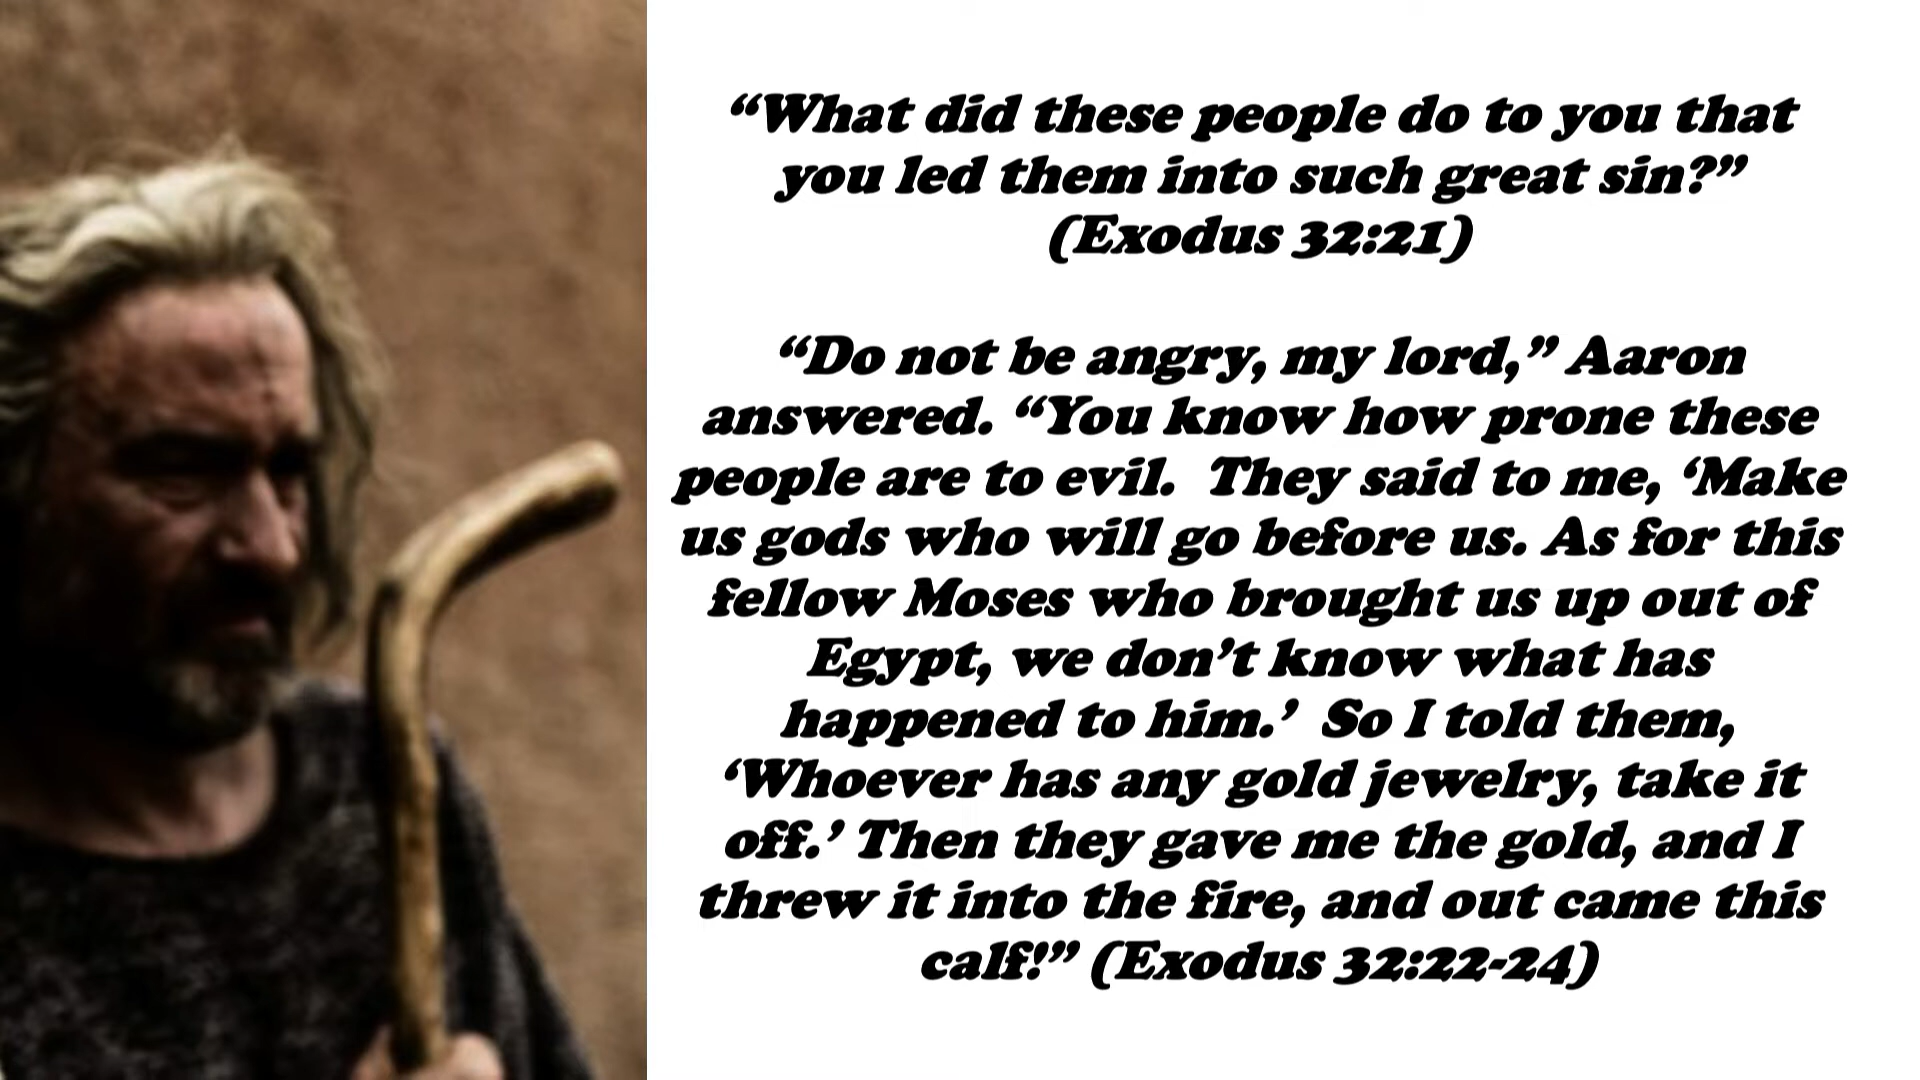 “What did these people do to you that
you led them into such great sin?”
(Exodus 32:21)
“Do not be angry, my lord,” Aaron
answered. “You know how prone these
people are to evil.  They said to me, ‘Make
us gods who will go before us. As for this
fellow Moses who brought us up out of
Egypt, we don’t know what has
happened to him.’  So I told them,
‘Whoever has any gold jewelry, take it
off.’ Then they gave me the gold, and I
threw it into the fire, and out came this
calf!” (Exodus 32:22-24)